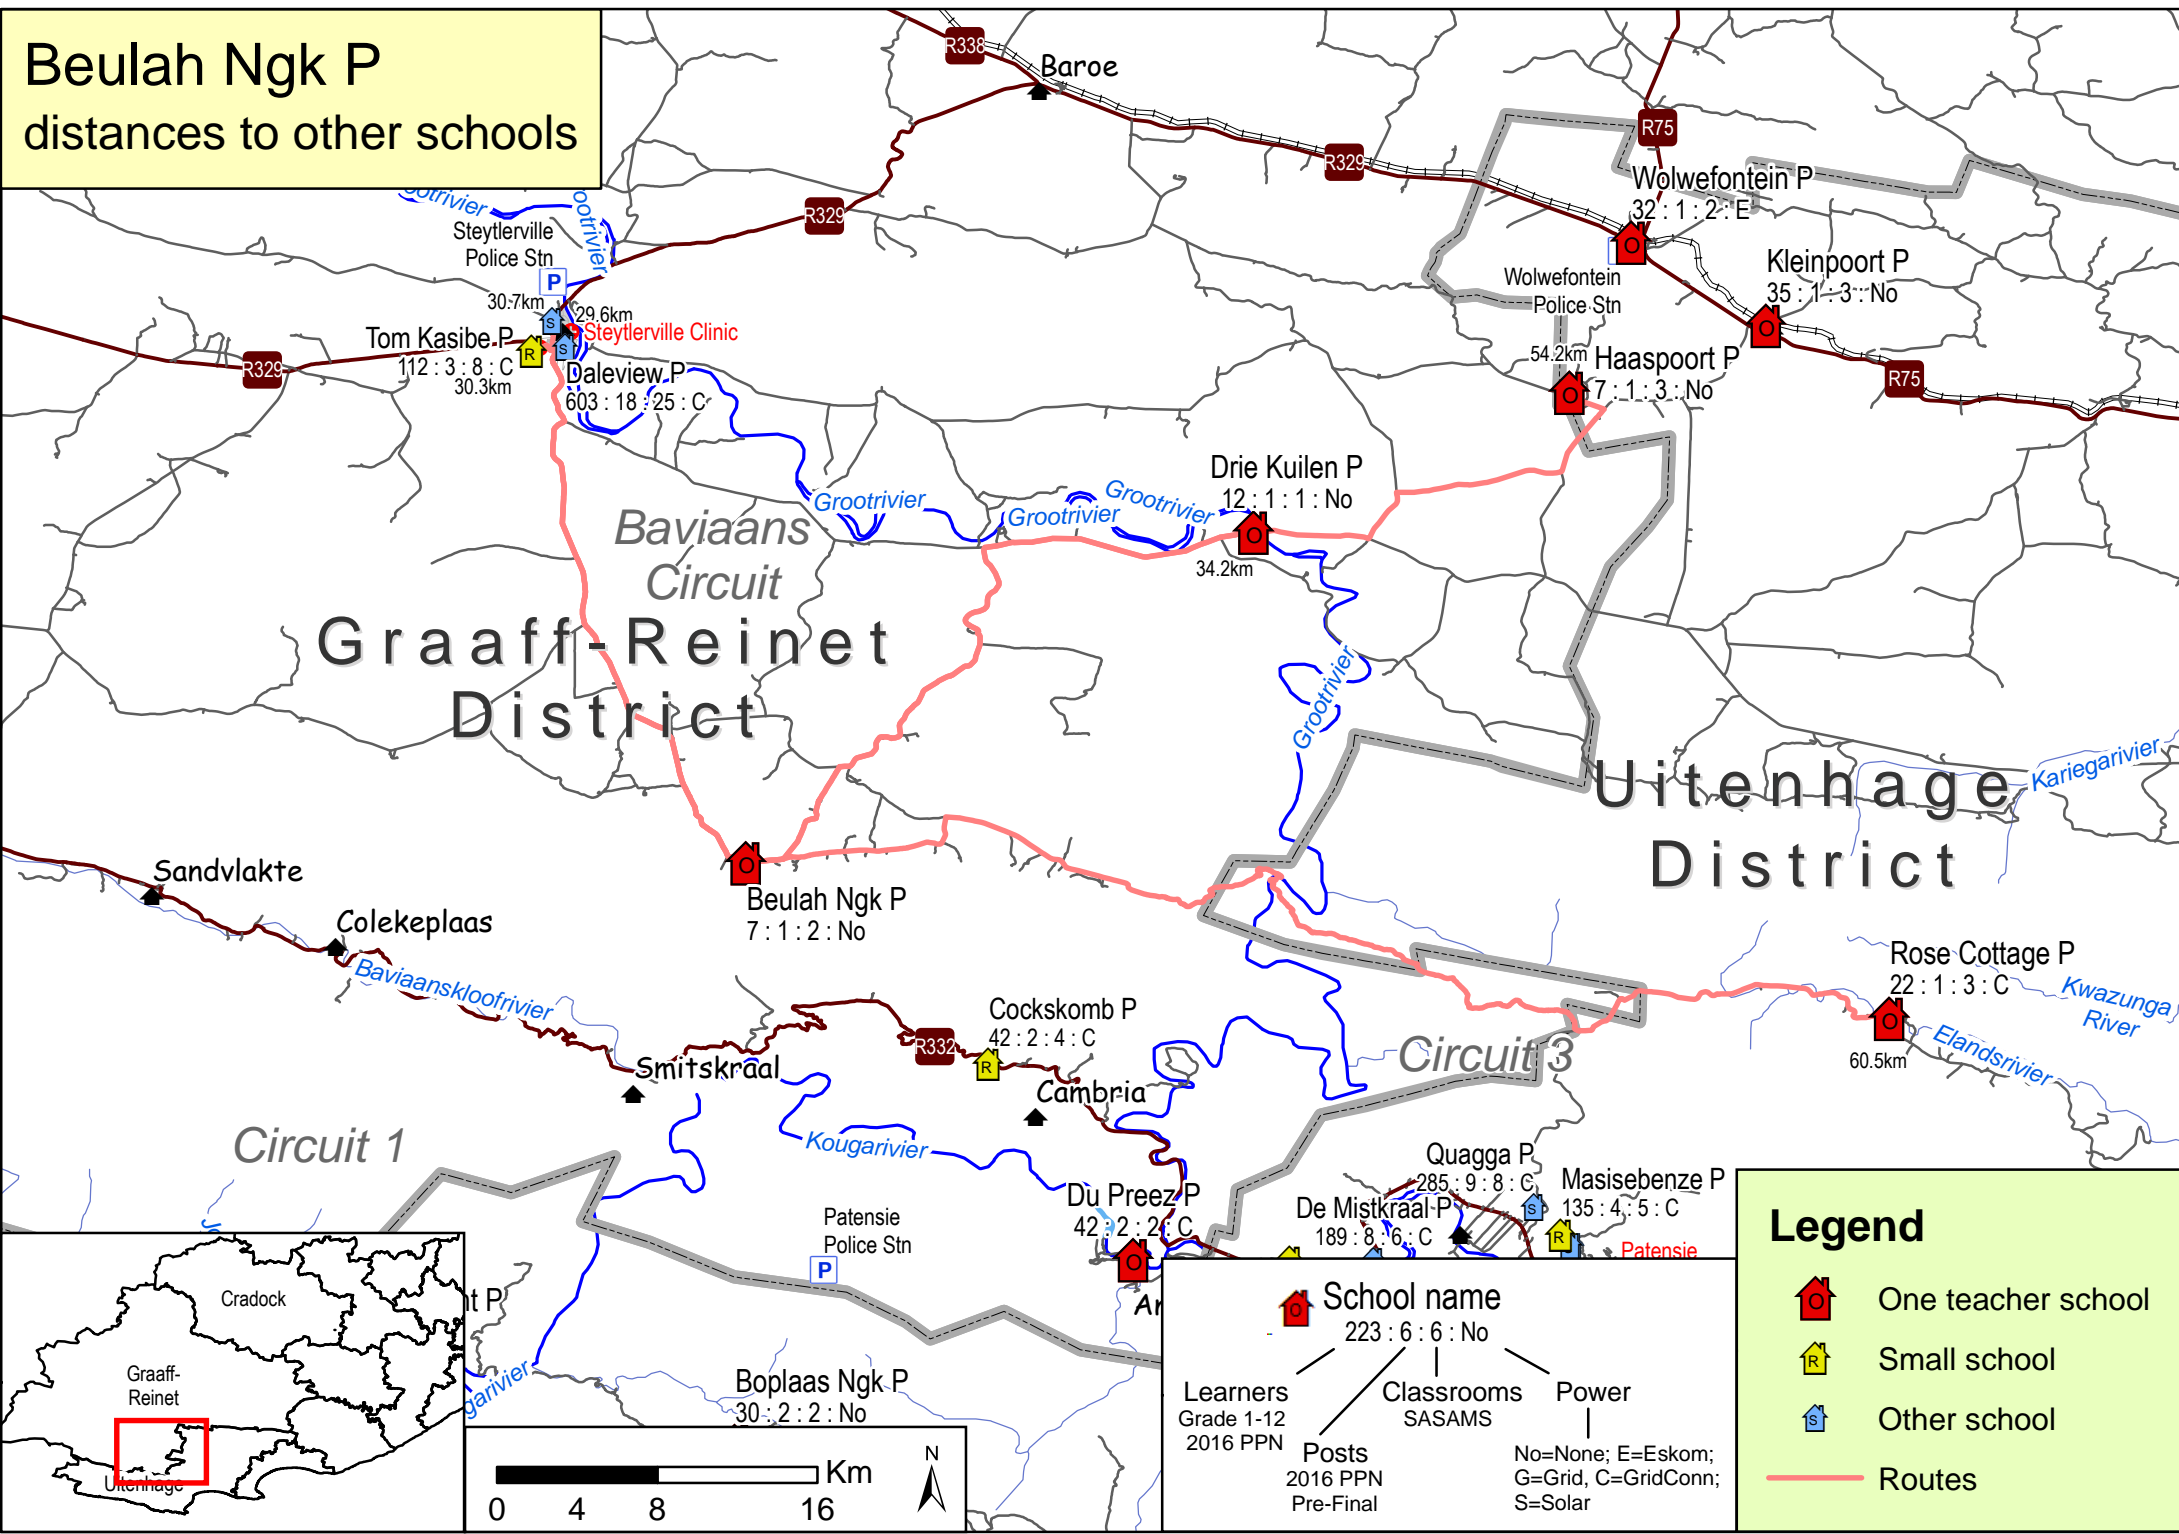 Beulah Ngk P
distances to other schools
R338
Baroe
R75
R329
Wolwefontein P
32 : 1 : 2 : E
R329
Grootrivier
Steytlerville
Police Stn
P
Kleinpoort P
35 : 1 : 3 : No
Wolwefontein
Police Stn
30.7km
29.6km
Steytlerville Clinic
Tom Kasibe P
112 : 3 : 8 : C
30.3km
R329
Daleview P
603 : 18 : 25 : C
54.2km
Haaspoort P
7 : 1 : 3 : No
R75
Drie Kuilen P
12 : 1 : 1 : No
34.2km
Grootrivier
Grootrivier
Grootrivier
Baviaans
Circuit
Graaff-Reinet
District
Grootrivier
Uitenhage
District
Kariegarivier
Sandvlakte
Colekeplaas
Beulah Ngk P
7 : 1 : 2 : No
Baviaanskloofrivier
Rose Cottage P
22 : 1 : 3 : C
60.5km
Kwazunga
River
Elandsrivier
Cockskomb P
42 : 2 : 4 : C
R332
Smitskraal
Cambria
Circuit 3
Circuit 1
Kougarivier
Quagga P
285 : 9 : 8 : C
Masisebenze P
135 : 4 : 5 : C
De Mistkraal P
189 : 8 : 6 : C
Patensie
Du Preez P
42 : 2 : 2 : C
Patensie
Police Stn
P
Boplaas Ngk P
30 : 2 : 2 : No
Cradock
Graaff-
Reinet
Uitenhage
Km
0 4 8 16
N
School name
223 : 6 : 6 : No
Learners
Grade 1-12
2016 PPN
Posts
2016 PPN
Pre-Final
Classrooms
SASAMS
Power
No=None; E=Eskom;
G=Grid, C=GridConn;
S=Solar
Legend
O One teacher school
R Small school
S Other school
Routes